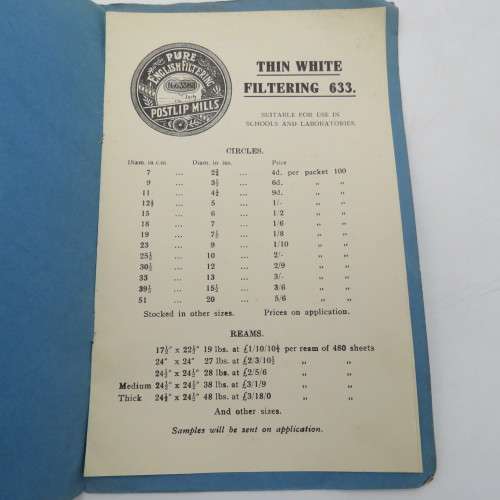 PURE
ENGLISH FILTERING
POSTLIP MILLS
THIN WHITE
FILTERING 633.
SUITABLE FOR USE IN
SCHOOLS AND LABORATORIES.
CIRCLES.
Diam. in c.m. Diam. in ins. Price
7 ... 2¾ ... 4d. per packet 100
9 ... 3½ ... 6d. " "
11 ... 4¼ ... 9d. " "
12½ ... 5 ... 1/- " "
15 ... 6 ... 1/2 " "
18 ... 7 ... 1/6 " "
19 ... 7½ ... 1/8 " "
23 ... 9 ... 1/10 " "
25½ ... 10 ... 2/- " "
30½ ... 12 ... 2/9 " "
33 ... 13 ... 3/- " "
39½ ... 15½ ... 3/6 " "
51 ... 20 ... 5/6 " "
Stocked in other sizes. Prices on application.
REAMS.
17½" x 22½" 19 lbs. at £1/10/10½ per ream of 480 sheets
24" x 24" 27 lbs. at £2/3/10½ " "
24½" x 24½" 28 lbs. at £2/5/6 " "
Medium 24½" x 24½" 38 lbs. at £3/1/9 " "
Thick 24½" x 24½" 48 lbs. at £3/18/0 " "
And other sizes.
Samples will be sent on application.